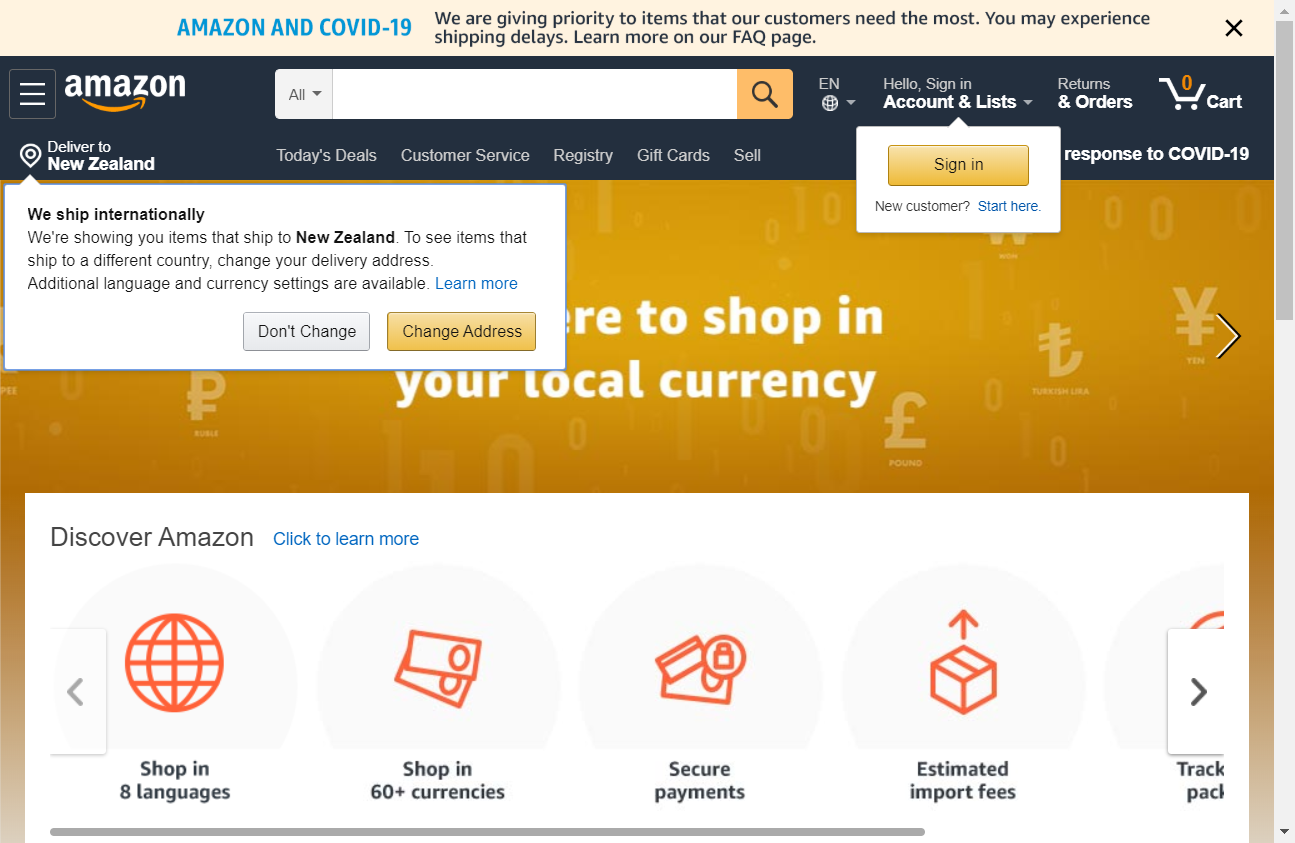 AMAZON AND COVID-19
We are giving priority to items that our customers need the most. You may experience
shipping delays. Learn more on our FAQ page.
amazon
All
EN
Hello, Sign in
Account & Lists
Returns
& Orders
0
Cart
Deliver to
New Zealand
Today's Deals
Customer Service
Registry
Gift Cards
Sell
response to COVID-19
Sign in
New customer? Start here.
We ship internationally
We're showing you items that ship to New Zealand. To see items that
ship to a different country, change your delivery address.
Additional language and currency settings are available. Learn more
Don't Change
Change Address
ere to shop in
your local currency
¥
YEN
₺
TURKISH LIRA
₽
RUBLE
£
POUND
Discover Amazon
Click to learn more
Shop in
8 languages
Shop in
60+ currencies
Secure
payments
Estimated
import fees
Track
pack